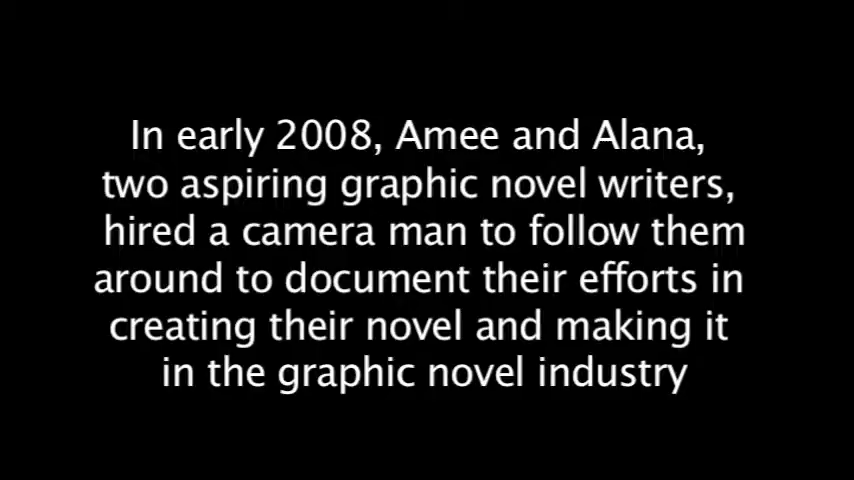 In early 2008, Amee and Alana,
two aspiring graphic novel writers,
hired a camera man to follow them
around to document their efforts in
creating their novel and making it
in the graphic novel industry